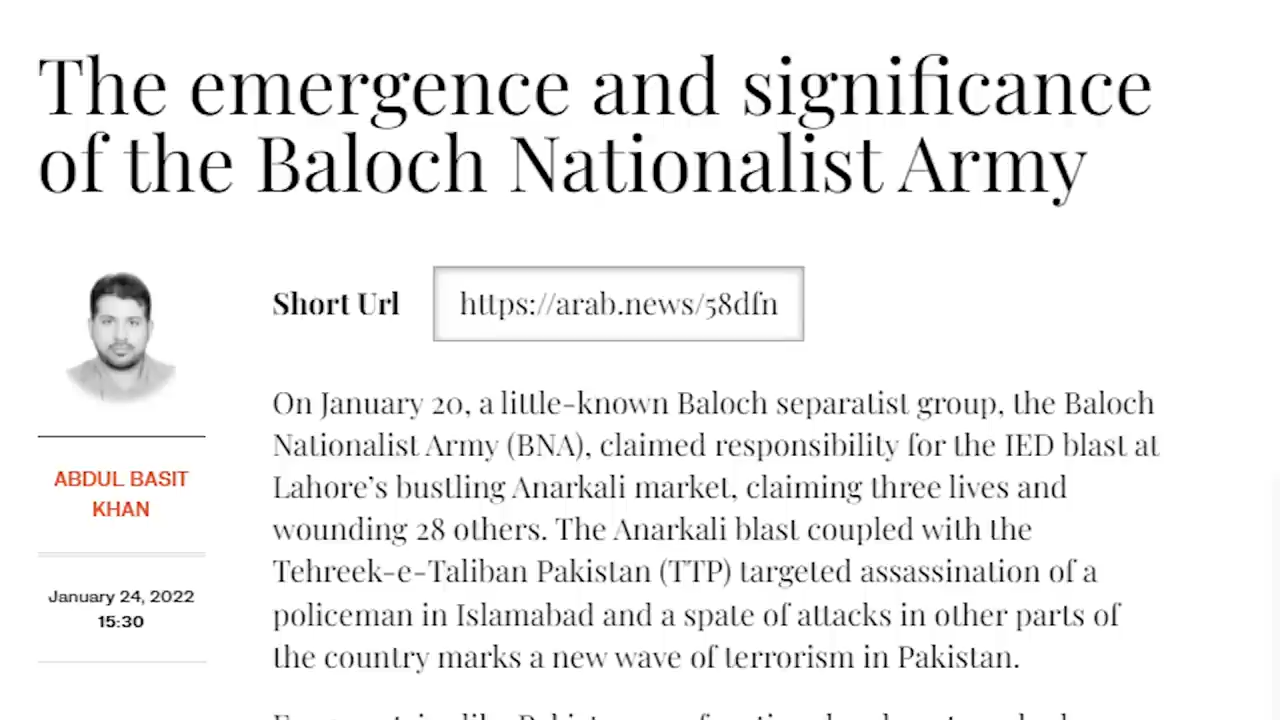 The emergence and significance
of the Baloch Nationalist Army
Short Url
https://arab.news/58dfn
ABDUL BASIT
KHAN
January 24, 2022
15:30
On January 20, a little-known Baloch separatist group, the Baloch
Nationalist Army (BNA), claimed responsibility for the IED blast at
Lahore’s bustling Anarkali market, claiming three lives and
wounding 28 others. The Anarkali blast coupled with the
Tehreek-e-Taliban Pakistan (TTP) targeted assassination of a
policeman in Islamabad and a spate of attacks in other parts of
the country marks a new wave of terrorism in Pakistan.